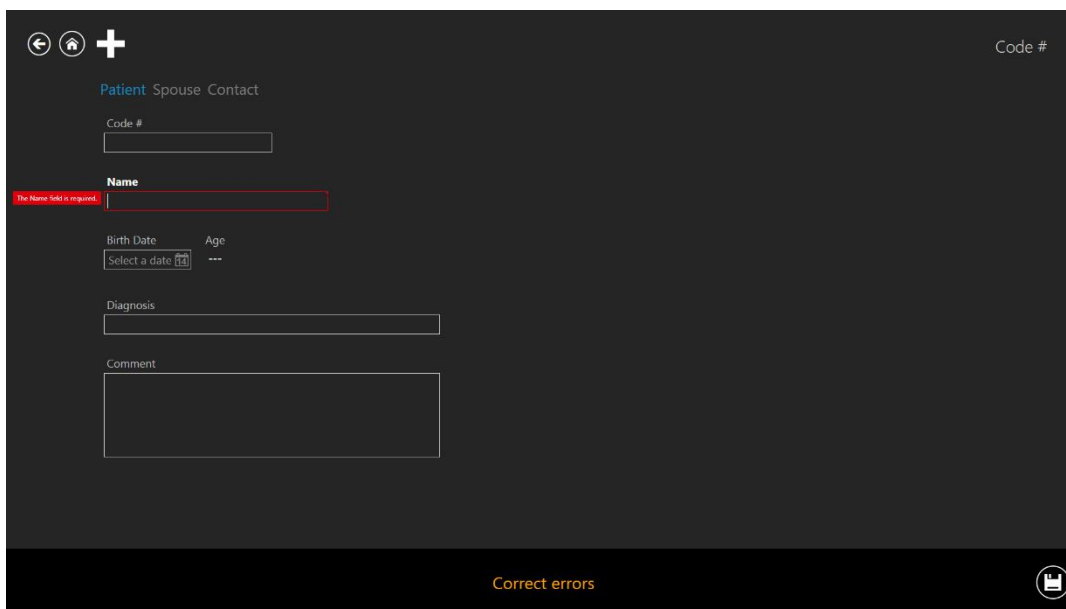 Code #
Patient Spouse Contact
Code #
Name
The Name field is required.
Birth Date Age
Select a date 14 ---
Diagnosis
Comment
Correct errors